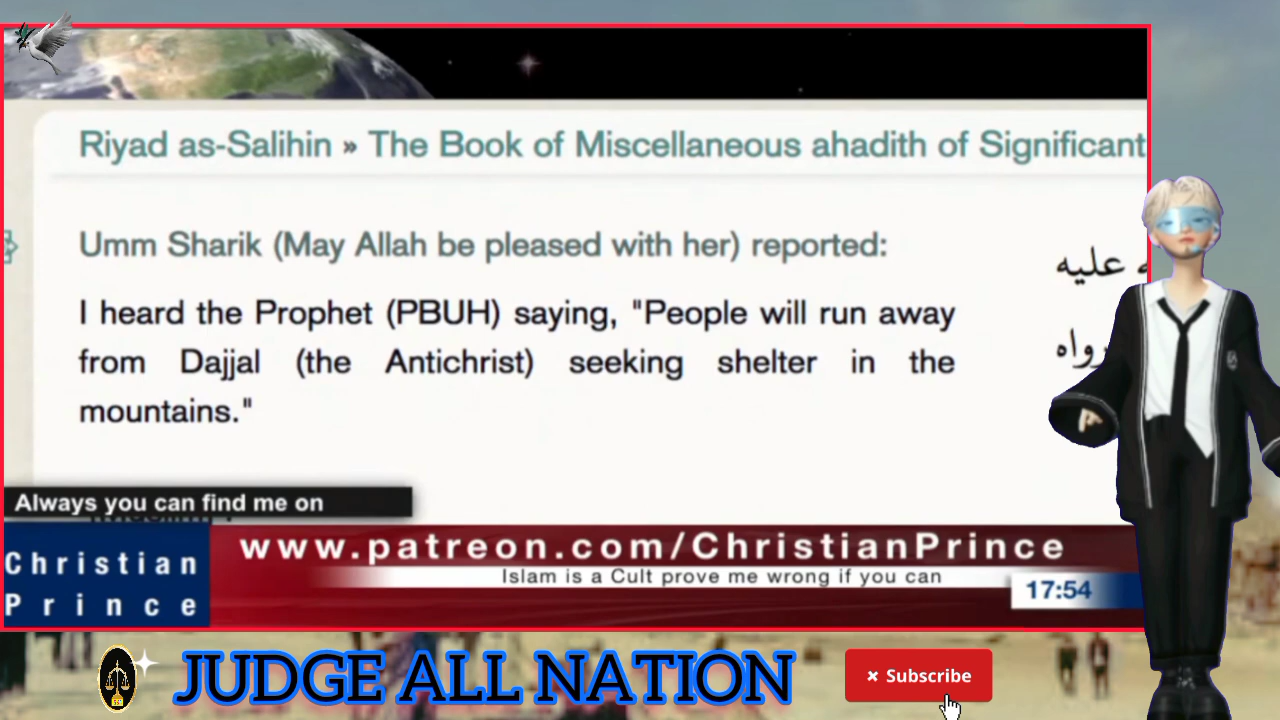 Riyad as-Salihin » The Book of Miscellaneous ahadith of Significant
Umm Sharik (May Allah be pleased with her) reported:
عليه
I heard the Prophet (PBUH) saying, "People will run away
from Dajjal (the Antichrist) seeking shelter in the
رواه
mountains."
Always you can find me on
Christian
Prince
www.patreon.com/ChristianPrince
Islam is a Cult prove me wrong if you can
17:54
JUDGE ALL NATION
× Subscribe